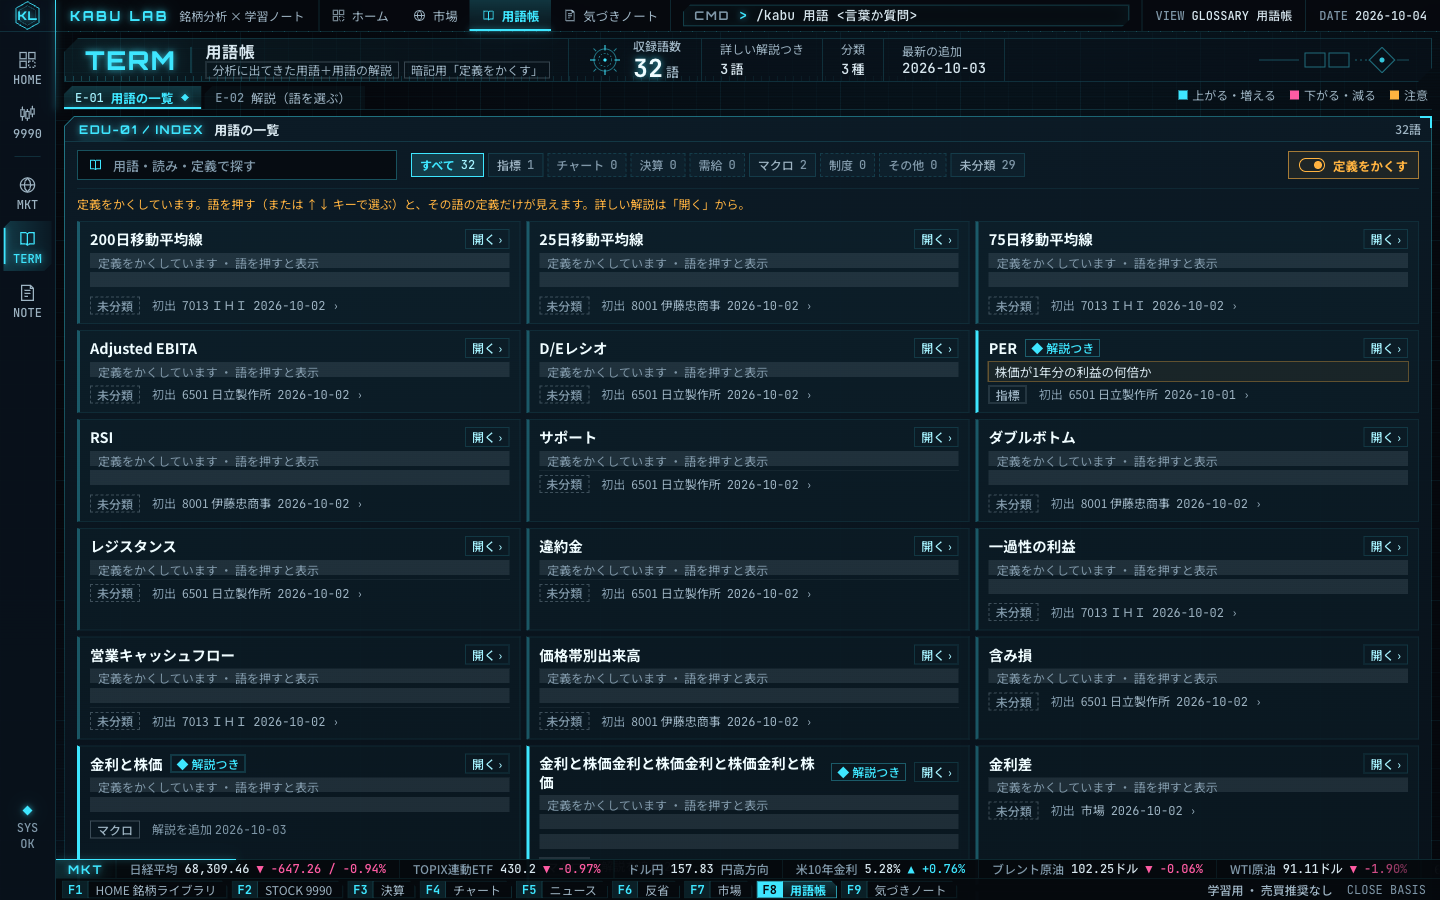 KL KABU LAB 銘柄分析 × 学習ノート ホーム 市場 用語帳 気づきノート CMD > /kabu 用語 <言葉か質問> VIEW GLOSSARY 用語帳 DATE 2026-10-04
HOME
9990
MKT
TERM
NOTE
SYS
OK
TERM 用語帳
分析に出てきた用語＋用語の解説 暗記用「定義をかくす」
収録語数
32 語
詳しい解説つき
3 語
分類
3 種
最新の追加
2026-10-03
E-01 用語の一覧 ◆ E-02 解説（語を選ぶ） 上がる・増える 下がる・減る 注意
EDU-01 / INDEX 用語の一覧 32語
用語・読み・定義で探す すべて 32 指標 1 チャート 0 決算 0 需給 0 マクロ 2 制度 0 その他 0 未分類 29 定義をかくす
定義をかくしています。語を押す（または ↑↓ キーで選ぶ）と、その語の定義だけが見えます。詳しい解説は「開く」から。
200日移動平均線 開く ›
定義をかくしています ・ 語を押すと表示
未分類 初出 7013 ＩＨＩ 2026-10-02 ›
25日移動平均線 開く ›
定義をかくしています ・ 語を押すと表示
未分類 初出 8001 伊藤忠商事 2026-10-02 ›
75日移動平均線 開く ›
定義をかくしています ・ 語を押すと表示
未分類 初出 7013 ＩＨＩ 2026-10-02 ›
Adjusted EBITA 開く ›
定義をかくしています ・ 語を押すと表示
未分類 初出 6501 日立製作所 2026-10-02 ›
D/Eレシオ 開く ›
定義をかくしています ・ 語を押すと表示
未分類 初出 6501 日立製作所 2026-10-02 ›
PER ◆ 解説つき 開く ›
株価が1年分の利益の何倍か
指標 初出 6501 日立製作所 2026-10-01 ›
RSI 開く ›
定義をかくしています ・ 語を押すと表示
未分類 初出 8001 伊藤忠商事 2026-10-02 ›
サポート 開く ›
定義をかくしています ・ 語を押すと表示
未分類 初出 6501 日立製作所 2026-10-02 ›
ダブルボトム 開く ›
定義をかくしています ・ 語を押すと表示
未分類 初出 8001 伊藤忠商事 2026-10-02 ›
レジスタンス 開く ›
定義をかくしています ・ 語を押すと表示
未分類 初出 6501 日立製作所 2026-10-02 ›
違約金 開く ›
定義をかくしています ・ 語を押すと表示
未分類 初出 6501 日立製作所 2026-10-02 ›
一過性の利益 開く ›
定義をかくしています ・ 語を押すと表示
未分類 初出 7013 ＩＨＩ 2026-10-02 ›
営業キャッシュフロー 開く ›
定義をかくしています ・ 語を押すと表示
未分類 初出 7013 ＩＨＩ 2026-10-02 ›
価格帯別出来高 開く ›
定義をかくしています ・ 語を押すと表示
未分類 初出 8001 伊藤忠商事 2026-10-02 ›
含み損 開く ›
定義をかくしています ・ 語を押すと表示
未分類 初出 6501 日立製作所 2026-10-02 ›
金利と株価 ◆ 解説つき 開く ›
定義をかくしています ・ 語を押すと表示
マクロ 解説を追加 2026-10-03
金利と株価金利と株価金利と株価金利と株
価 ◆ 解説つき 開く ›
定義をかくしています ・ 語を押すと表示
金利差 開く ›
定義をかくしています ・ 語を押すと表示
未分類 初出 市場 2026-10-02 ›
MKT 日経平均 68,309.46 ▼ -647.26 / -0.94% TOPIX連動ETF 430.2 ▼ -0.97% ドル円 157.83 円高方向 米10年金利 5.28% ▲ +0.76% ブレント原油 102.25ドル ▼ -0.06% WTI原油 91.11ドル ▼ -1.90%
F1 HOME 銘柄ライブラリ F2 STOCK 9990 F3 決算 F4 チャート F5 ニュース F6 反省 F7 市場 F8 用語帳 F9 気づきノート 学習用 ・ 売買推奨なし CLOSE BASIS